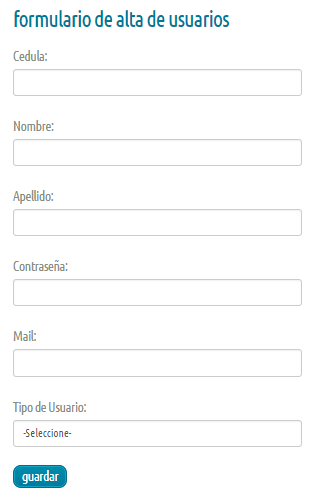 formulario de alta de usuarios
Cedula:
Nombre:
Apellido:
Contraseña:
Mail:
Tipo de Usuario:
-Seleccione-
guardar